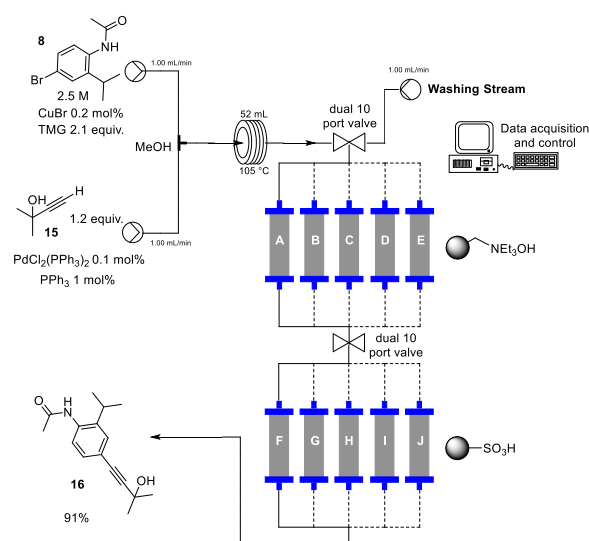 8
O
NH
Br
2.5 M
CuBr 0.2 mol%
TMG 2.1 equiv.
1.00 mL/min
MeOH
52 mL
105 °C
dual 10
port valve
1.00 mL/min
Washing Stream
Data acquisition
and control
OH
H
15
1.2 equiv.
1.00 mL/min
PdCl2(PPh3)2 0.1 mol%
PPh3 1 mol%
A
B
C
D
E
NEt3OH
dual 10
port valve
F
G
H
I
J
SO3H
O
NH
OH
16
91%